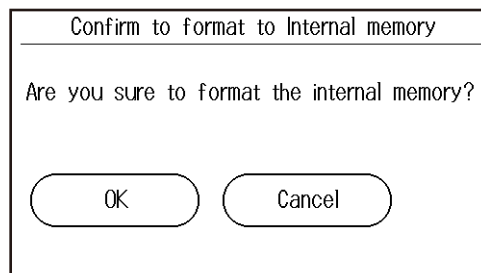 Confirm to format to Internal memory
Are you sure to format the internal memory?
OK
Cancel